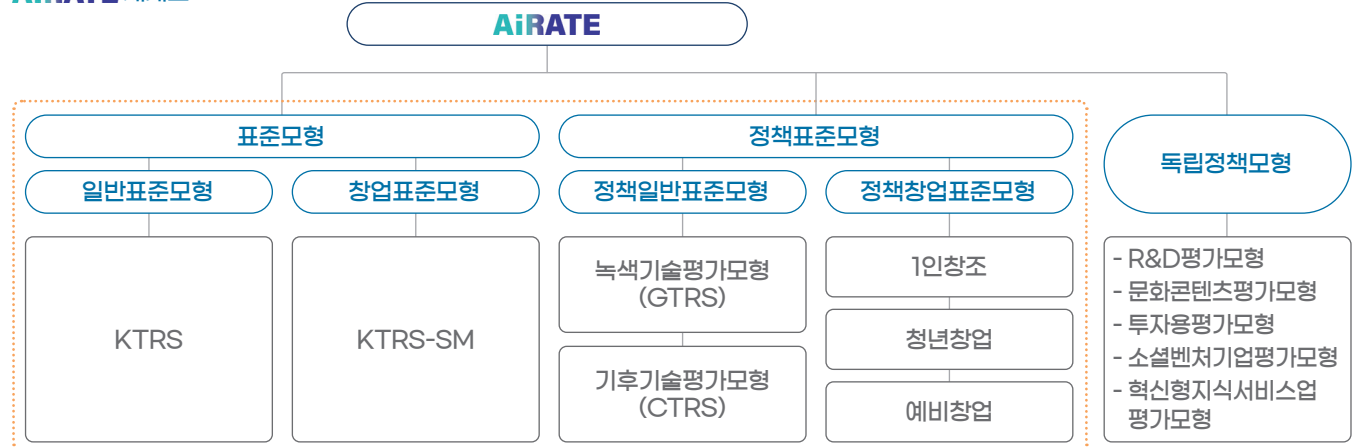 AiRATE
표준모형
정책표준모형
독립정책모형
일반표준모형
창업표준모형
정책일반표준모형
정책창업표준모형
KTRS
KTRS-SM
녹색기술평가모형
(GTRS)
기후기술평가모형
(CTRS)
1인창조
청년창업
예비창업
- R&D평가모형
- 문화콘텐츠평가모형
- 투자용평가모형
- 소셜벤처기업평가모형
- 혁신형지식서비스업
평가모형